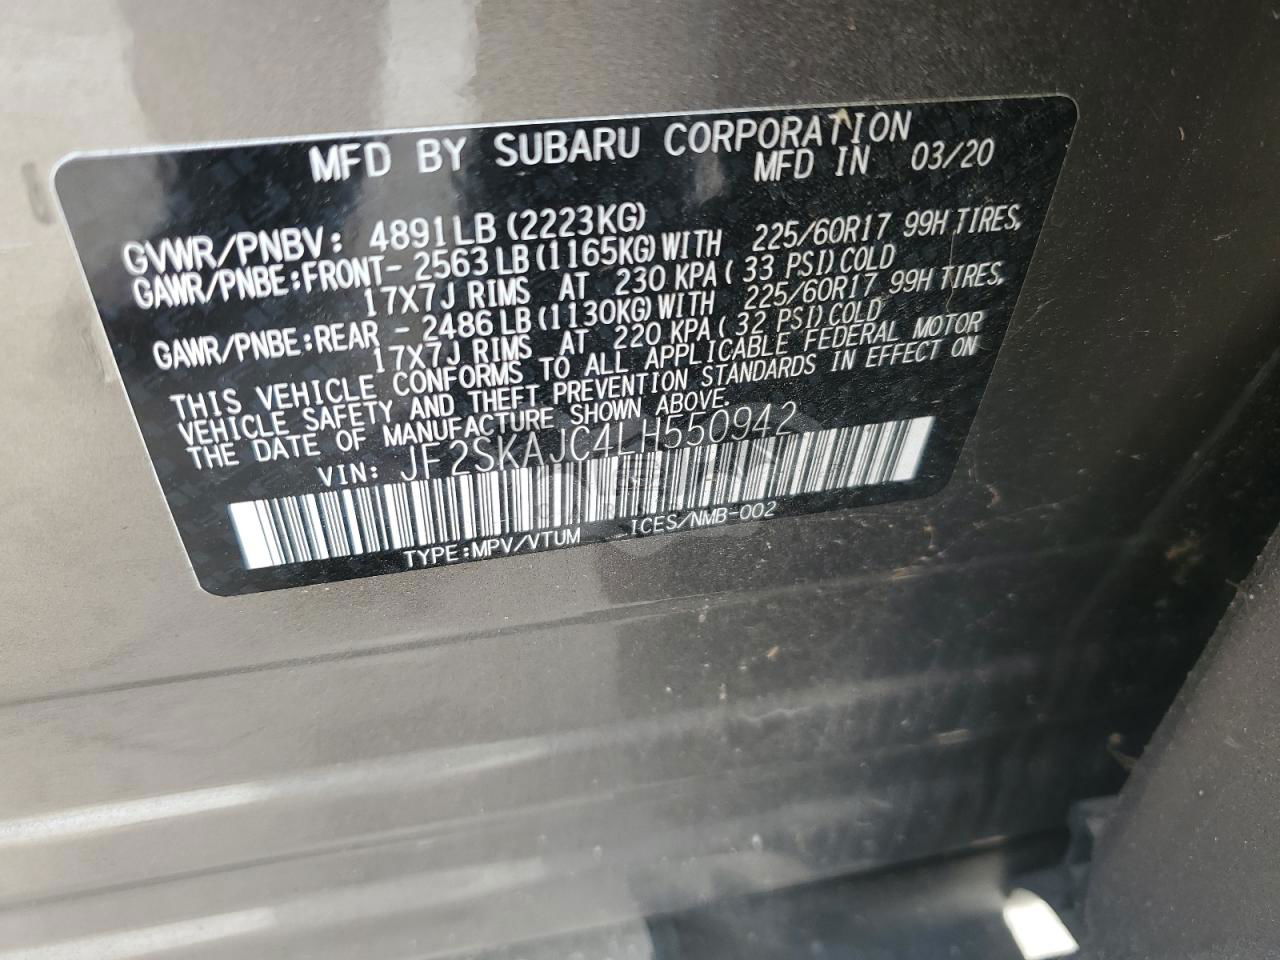 MFD BY SUBARU CORPORATION
MFD IN 03/20
GVWR/PNBV: 4891LB (2223KG)
GAWR/PNBE:FRONT- 2563LB (1165KG) WITH 225/60R17 99H TIRES,
17X7J RIMS AT 230 KPA ( 33 PSI) COLD
GAWR/PNBE:REAR - 2486LB (1130KG) WITH 225/60R17 99H TIRES,
17X7J RIMS AT 220 KPA ( 32 PSI) COLD
THIS VEHICLE CONFORMS TO ALL APPLICABLE FEDERAL MOTOR
VEHICLE SAFETY AND THEFT PREVENTION STANDARDS IN EFFECT ON
THE DATE OF MANUFACTURE SHOWN ABOVE.
VIN: JF2SKAJC4LH550942
TYPE:MPV/VTUM ICES/NMB-002